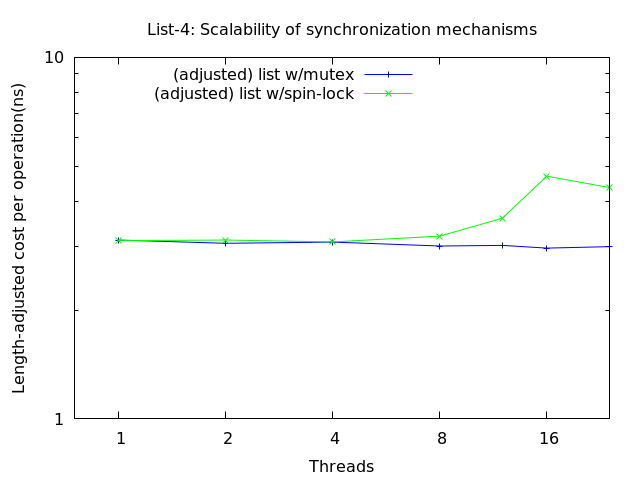 List-4: Scalability of synchronization mechanisms
10
(adjusted) list w/mutex
(adjusted) list w/spin-lock
Length-adjusted cost per operation(ns)
1
1 2 4 8 16
Threads